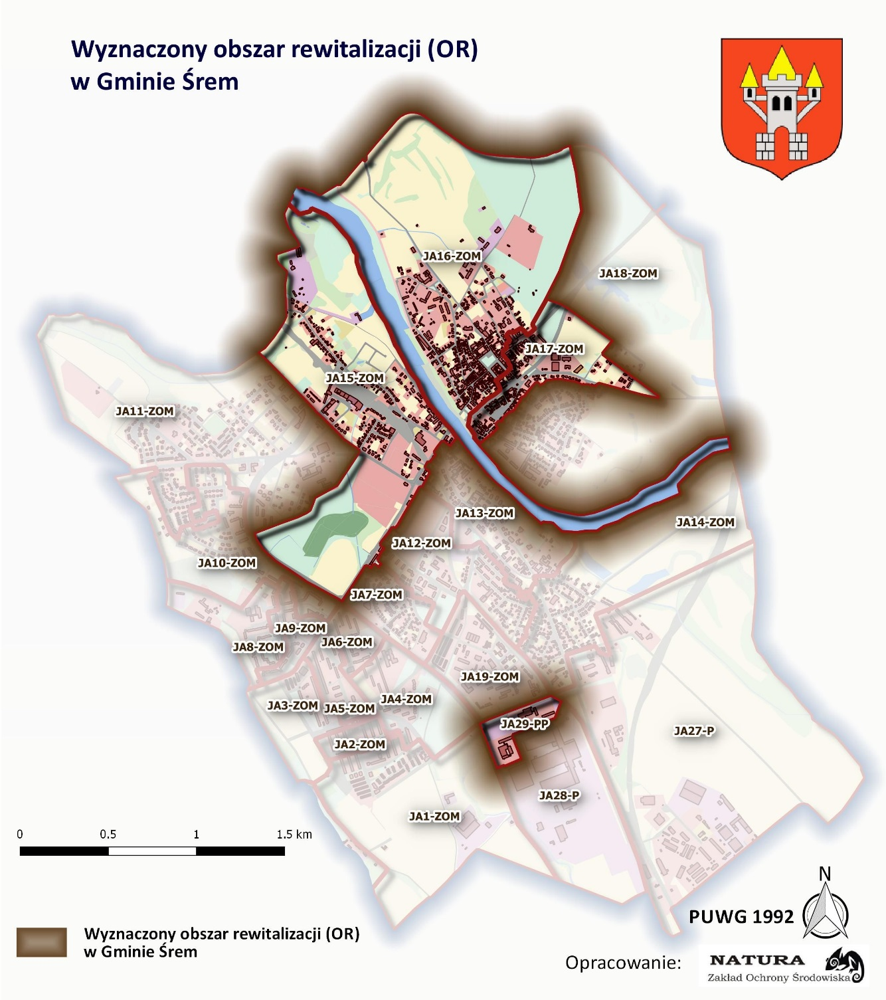 Wyznaczony obszar rewitalizacji (OR)
w Gminie Śrem
JA16-ZOM
JA18-ZOM
JA17-ZOM
JA15-ZOM
JA11-ZOM
JA13-ZOM
JA14-ZOM
JA12-ZOM
JA10-ZOM
JA7-ZOM
JA9-ZOM
JA6-ZOM
JA8-ZOM
JA19-ZOM
JA4-ZOM
JA3-ZOM
JA5-ZOM
JA29-PP
JA27-P
JA2-ZOM
JA28-P
JA1-ZOM
0 0.5 1 1.5 km
N
PUWG 1992
Wyznaczony obszar rewitalizacji (OR)
w Gminie Śrem
Opracowanie:
NATURA
Zakład Ochrony Środowiska